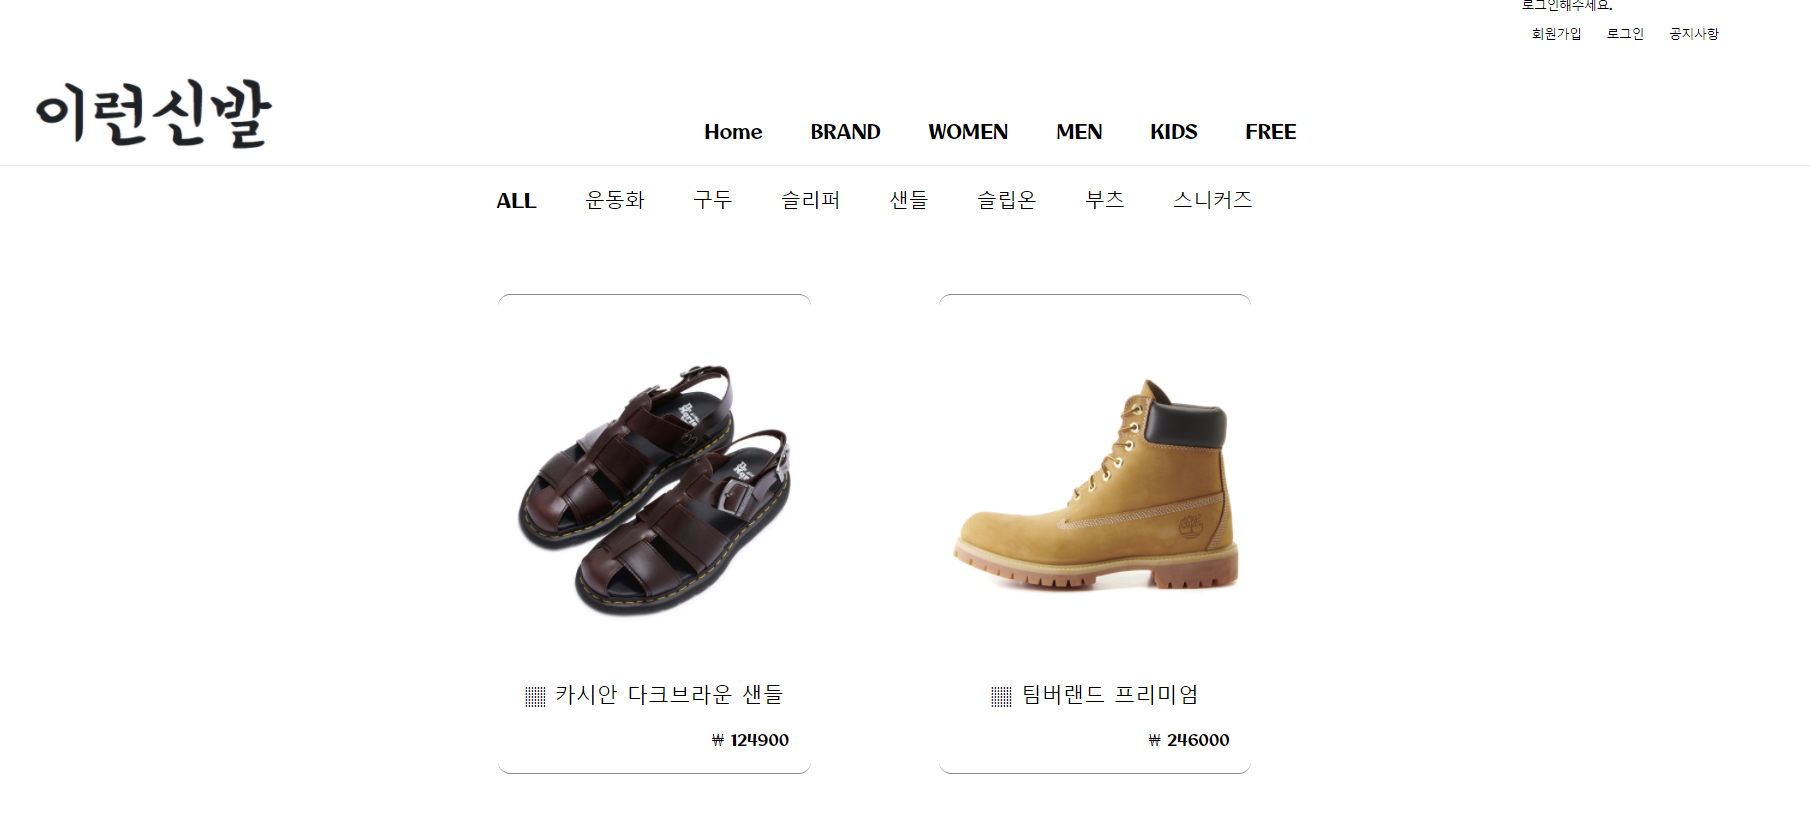 로그인해주세요.
회원가입 로그인 공지사항
이런신발
Home BRAND WOMEN MEN KIDS FREE
ALL 운동화 구두 슬리퍼 샌들 슬립온 부츠 스니커즈
▒ 카시안 다크브라운 샌들
₩ 124900
▒ 팀버랜드 프리미엄
₩ 246000